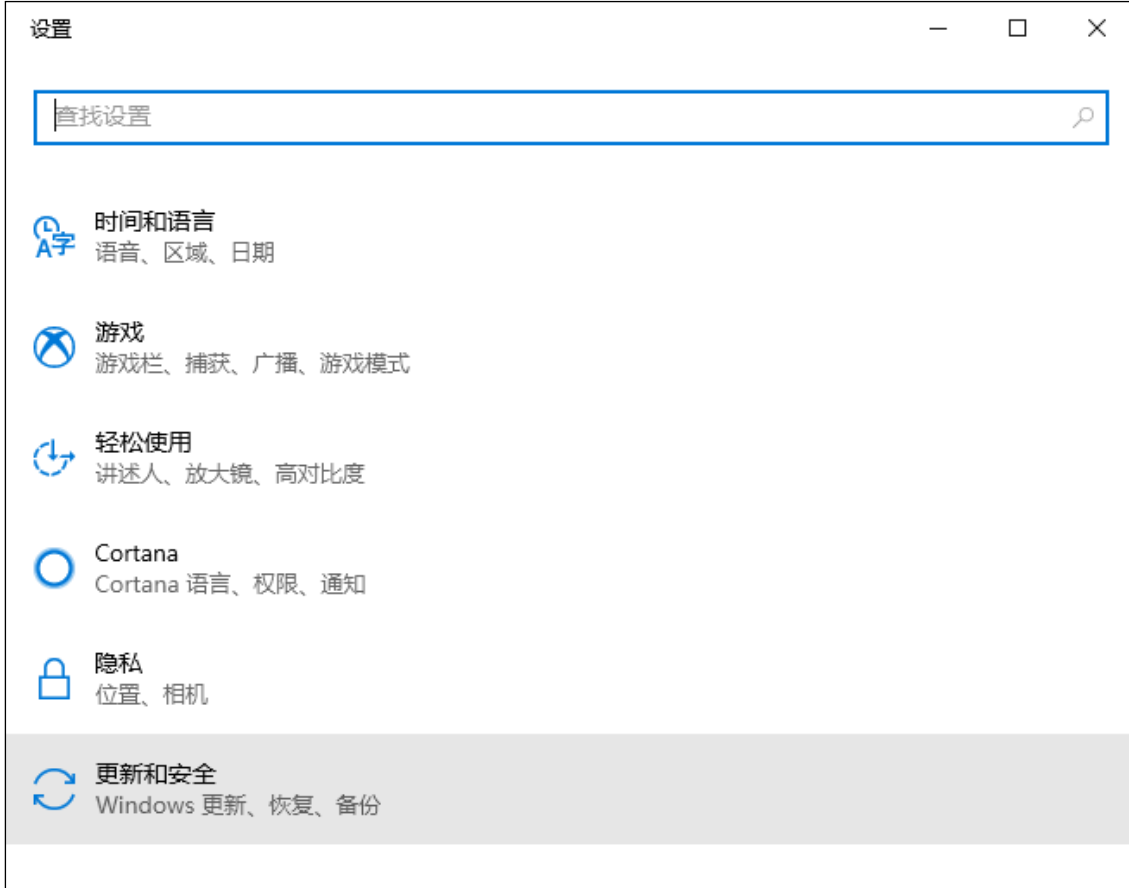 设置
查找设置
时间和语言
语音、区域、日期
游戏
游戏栏、捕获、广播、游戏模式
轻松使用
讲述人、放大镜、高对比度
Cortana
Cortana 语言、权限、通知
隐私
位置、相机
更新和安全
Windows 更新、恢复、备份